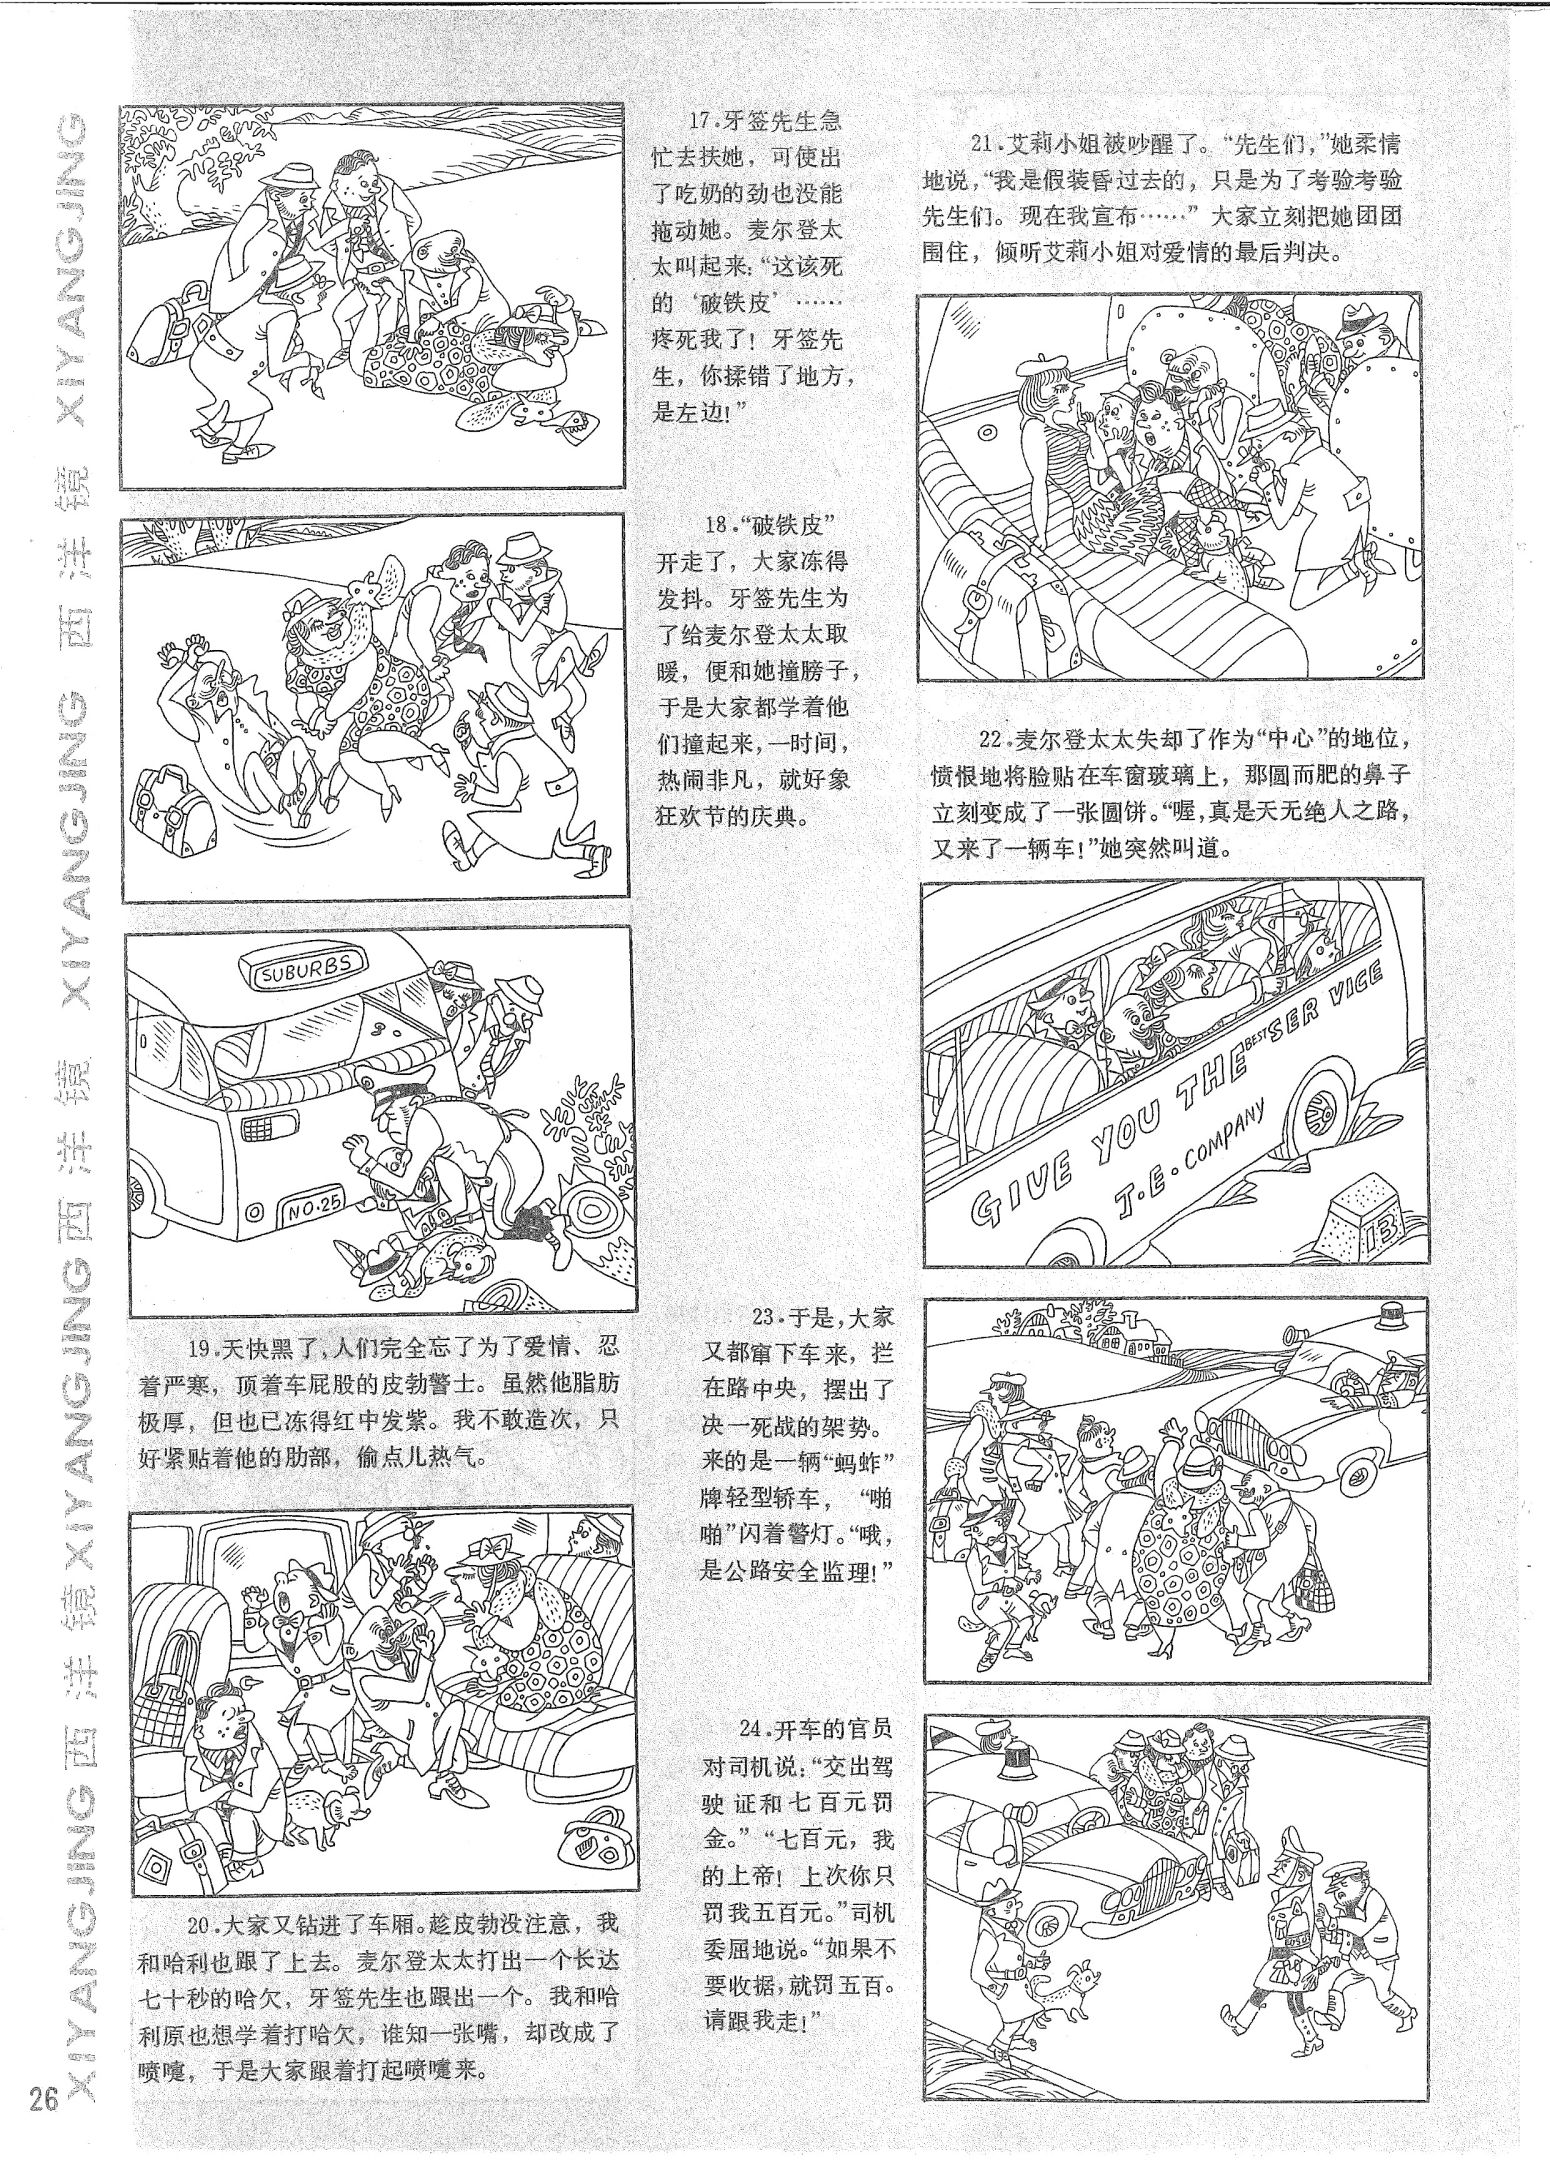 17.牙签先生急
忙去扶她，可使出
了吃奶的劲也没能
拖动她。麦尔登太
太叫起来：“这该死
的‘破铁皮’……
疼死我了！牙签先
生，你揉错了地方，
是左边！”
18.“破铁皮”
开走了，大家冻得
发抖。牙签先生为
了给麦尔登太太取
暖，便和她撞膀子，
于是大家都学着他
们撞起来，一时间，
热闹非凡，就好象
狂欢节的庆典。
SUBURBS
3
NO.25
19.天快黑了，人们完全忘了为了爱情、忍
着严寒，顶着车屁股的皮勃警士。虽然他脂肪
极厚，但也已冻得红中发紫。我不敢造次，只
好紧贴着他的肋部，偷点儿热气。
20.大家又钻进了车厢。趁皮勃没注意，我
和哈利也跟了上去。麦尔登太太打出一个长达
七十秒的哈欠，牙签先生也跟出一个。我和哈
利原也想学着打哈欠，谁知一张嘴，却改成了
喷嚏，于是大家跟着打起喷嚏来。
21.艾莉小姐被吵醒了。“先生们，”她柔情
地说，“我是假装昏过去的，只是为了考验考验
先生们。现在我宣布……”大家立刻把她团团
围住，倾听艾莉小姐对爱情的最后判决。
22.麦尔登太太失却了作为“中心”的地位，
愤恨地将脸贴在车窗玻璃上，那圆而肥的鼻子
立刻变成了一张圆饼。“喔，真是天无绝人之路，
又来了一辆车！”她突然叫道。
GIVE YOU THE BEST SER VICE
J.E.COMPANY
13
23.于是，大家
又都窜下车来，拦
在路中央，摆出了
决一死战的架势。
来的是一辆“蚂蚱”
牌轻型轿车，“啪
啪”闪着警灯。“哦，
是公路安全监理！”
24.开车的官员
对司机说：“交出驾
驶证和七百元罚
金。”“七百元，我
的上帝！上次你只
罚我五百元。”司机
委屈地说。“如果不
要收据，就罚五百。
请跟我走！”
XIYANGJING 西洋镜 XIYANGJING 西洋镜 XIYANGJING 西洋镜 XIYANGJING 西洋镜 XIYANGJING
26